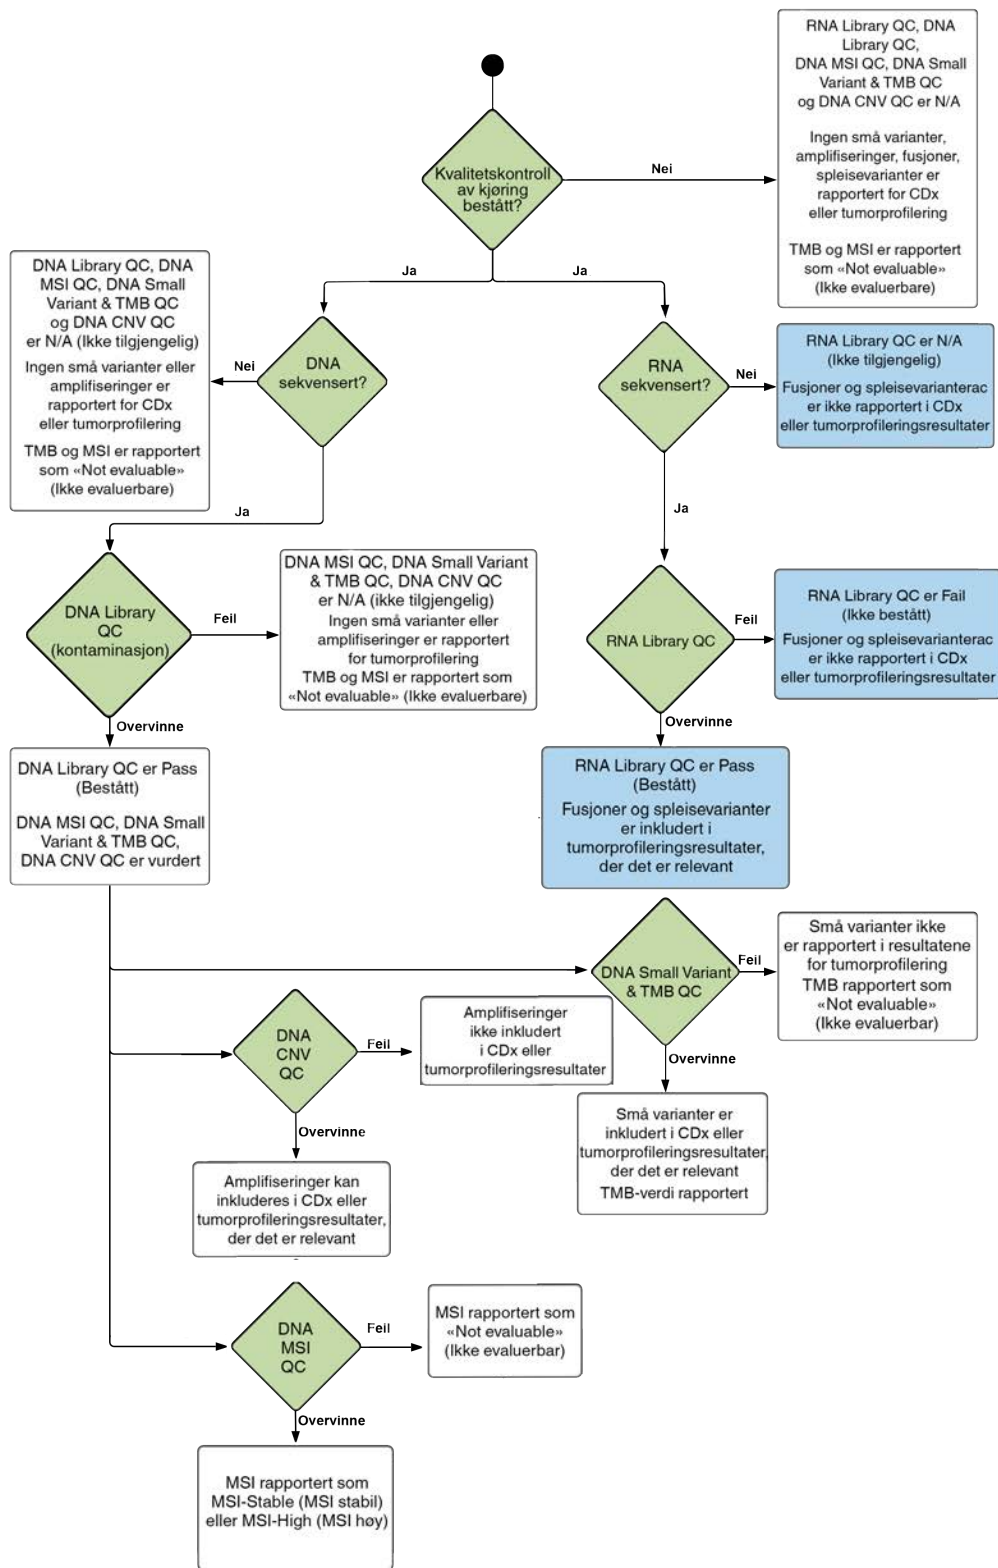 RNA Library QC, DNA
Library QC,
DNA MSI QC, DNA Small
Variant & TMB QC
og DNA CNV QC er N/A
Ingen små varianter,
amplifiseringer, fusjoner,
spleisevarianter er
rapportert for CDx
eller tumorprofilering
TMB og MSI er rapportert
som «Not evaluable»
(Ikke evaluerbare)
Kvalitetskontroll
av kjøring
bestått?
Nei
Ja
Ja
DNA Library QC, DNA
MSI QC, DNA Small
Variant & TMB QC
og DNA CNV QC
er N/A (Ikke tilgjengelig)
Ingen små varianter eller
amplifiseringer er
rapportert for CDx
eller tumorprofilering
TMB og MSI er rapportert
som «Not evaluable»
(Ikke evaluerbare)
Nei
DNA
sekvensert?
RNA
sekvensert?
Nei
RNA Library QC er N/A
(Ikke tilgjengelig)
Fusjoner og spleisevarianterac
er ikke rapportert i CDx
eller tumorprofileringsresultater
Ja
Ja
DNA Library
QC
(kontaminasjon)
Feil
DNA MSI QC, DNA Small Variant
& TMB QC, DNA CNV QC
er N/A (ikke tilgjengelig)
Ingen små varianter eller
amplifiseringer er rapportert
for tumorprofilering
TMB og MSI er rapportert som
«Not evaluable» (Ikke evaluerbare)
RNA Library QC
Feil
RNA Library QC er Fail
(Ikke bestått)
Fusjoner og spleisevarianterac
er ikke rapportert i CDx
eller tumorprofileringsresultater
Overvinne
Overvinne
DNA Library QC er Pass
(Bestått)
DNA MSI QC, DNA Small
Variant & TMB QC,
DNA CNV QC er vurdert
RNA Library QC er Pass
(Bestått)
Fusjoner og spleisevarianter
er inkludert i
tumorprofileringsresultater,
der det er relevant
DNA Small Variant
& TMB QC
Feil
Små varianter ikke
er rapportert i resultatene
for tumorprofilering
TMB rapportert som
«Not evaluable»
(Ikke evaluerbar)
DNA
CNV
QC
Feil
Amplifiseringer
ikke inkludert
i CDx eller
tumorprofileringsresultater
Overvinne
Små varianter er
inkludert i CDx eller
tumorprofileringsresultater,
der det er relevant
TMB-verdi rapportert
Overvinne
Amplifiseringer kan
inkluderes i CDx eller
tumorprofileringsresultater,
der det er relevant
DNA
MSI
QC
Feil
MSI rapportert som
«Not evaluable»
(Ikke evaluerbar)
Overvinne
MSI rapportert som
MSI-Stable (MSI stabil)
eller MSI-High (MSI høy)